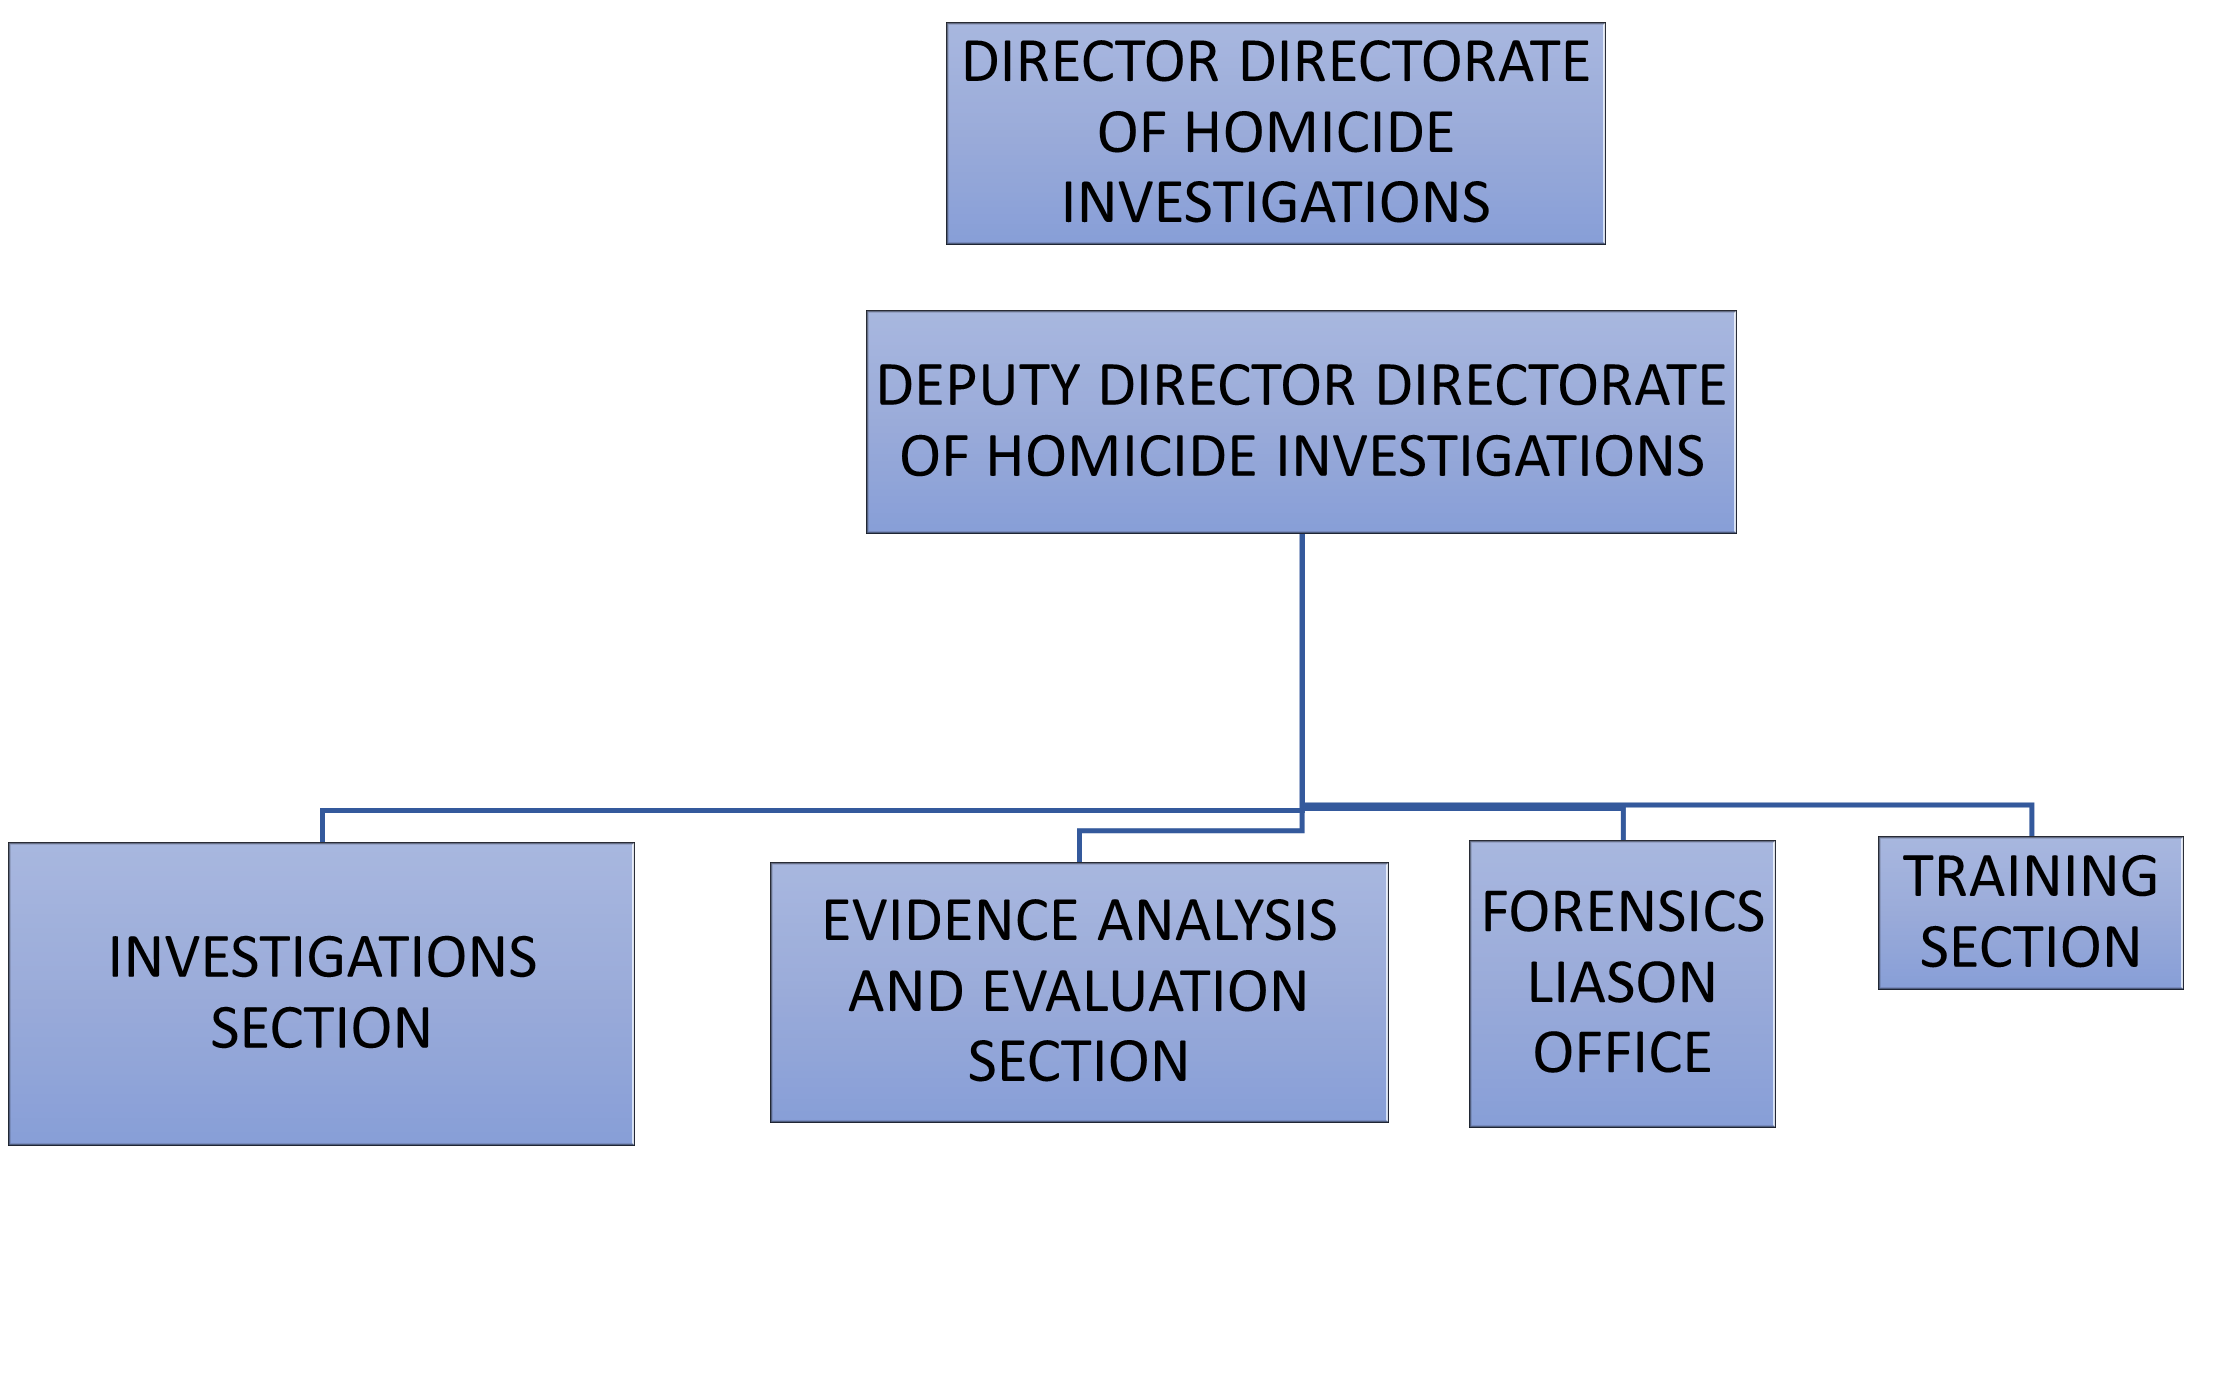 DIRECTOR DIRECTORATE
OF HOMICIDE
INVESTIGATIONS
DEPUTY DIRECTOR DIRECTORATE
OF HOMICIDE INVESTIGATIONS
INVESTIGATIONS
SECTION
EVIDENCE ANALYSIS
AND EVALUATION
SECTION
FORENSICS
LIASON
OFFICE
TRAINING
SECTION